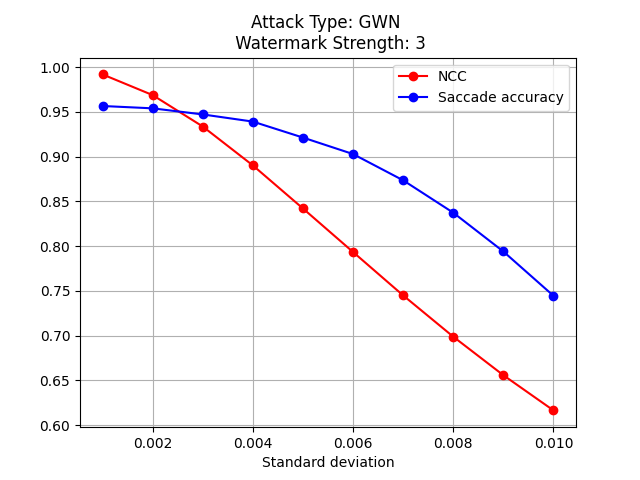 Attack Type: GWN
Watermark Strength: 3
NCC
Saccade accuracy
1.00
0.95
0.90
0.85
0.80
0.75
0.70
0.65
0.60
0.002 0.004 0.006 0.008 0.010
Standard deviation